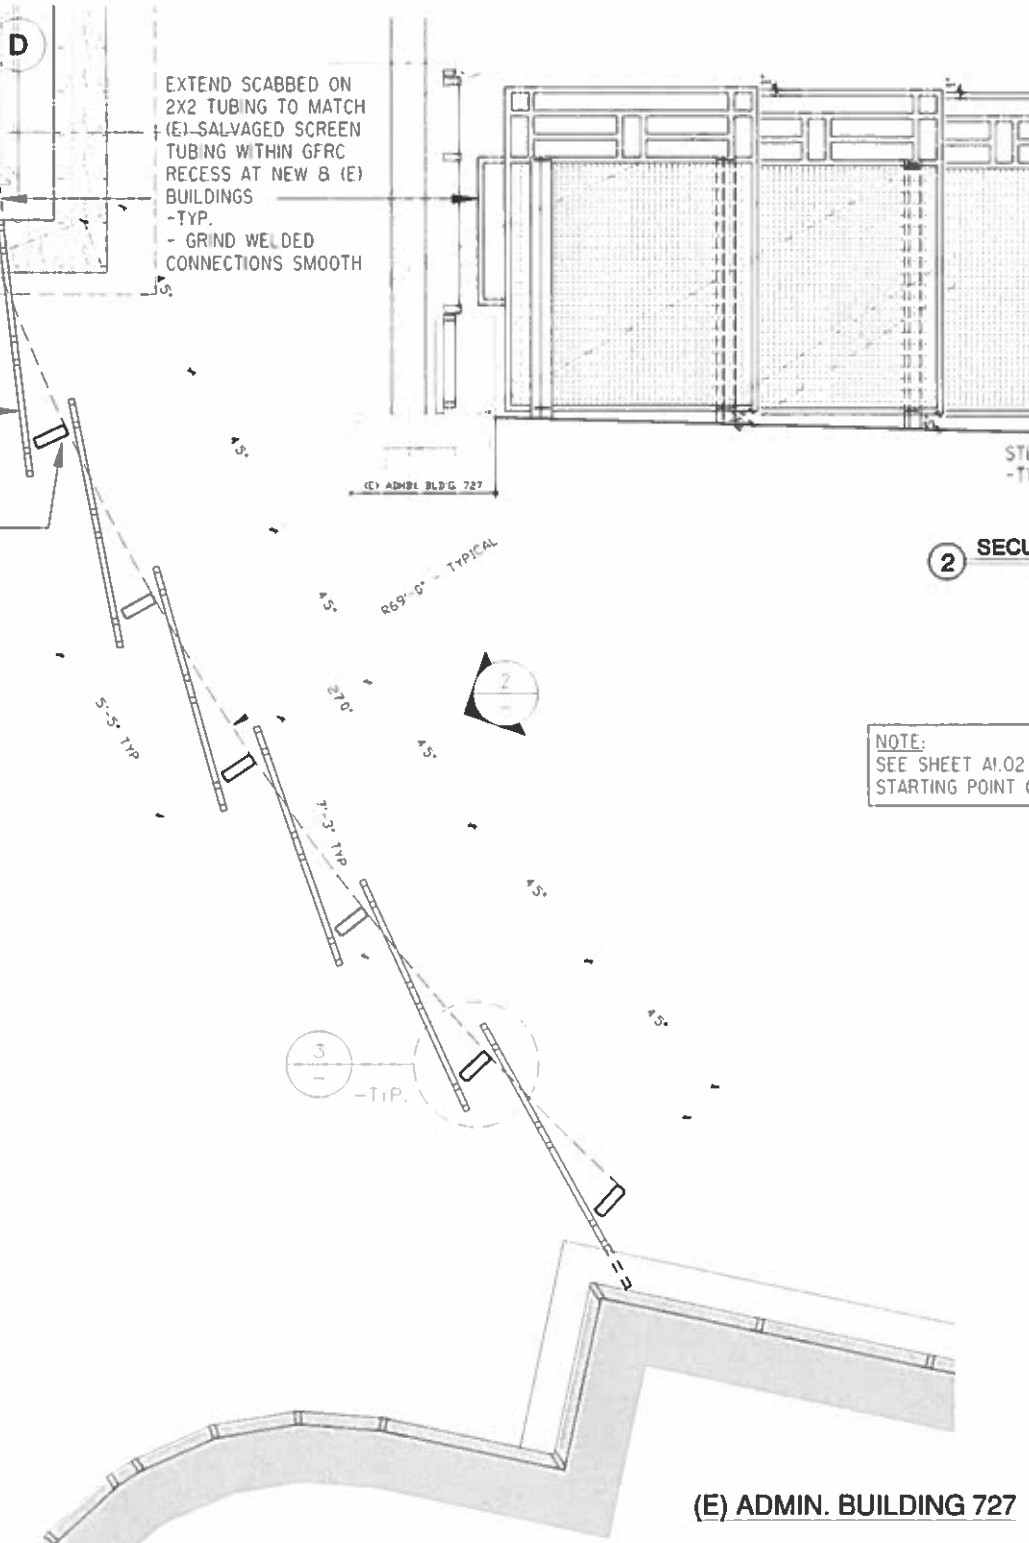 D
EXTEND SCABBED ON
2X2 TUBING TO MATCH
(E) SALVAGED SCREEN
TUBING WITHIN GFRC
RECESS AT NEW & (E)
BUILDINGS
-TYP.
- GRIND WELDED
CONNECTIONS SMOOTH
45°
45°
(E) ADMIN. BLDG. 727
R69'-0" - TYPICAL
2
SECU
45°
2
-
270°
45°
5'-5" TYP
NOTE:
SEE SHEET A1.02
STARTING POINT
7'-3" TYP
45°
45°
3
-
-TYP.
(E) ADMIN. BUILDING 727